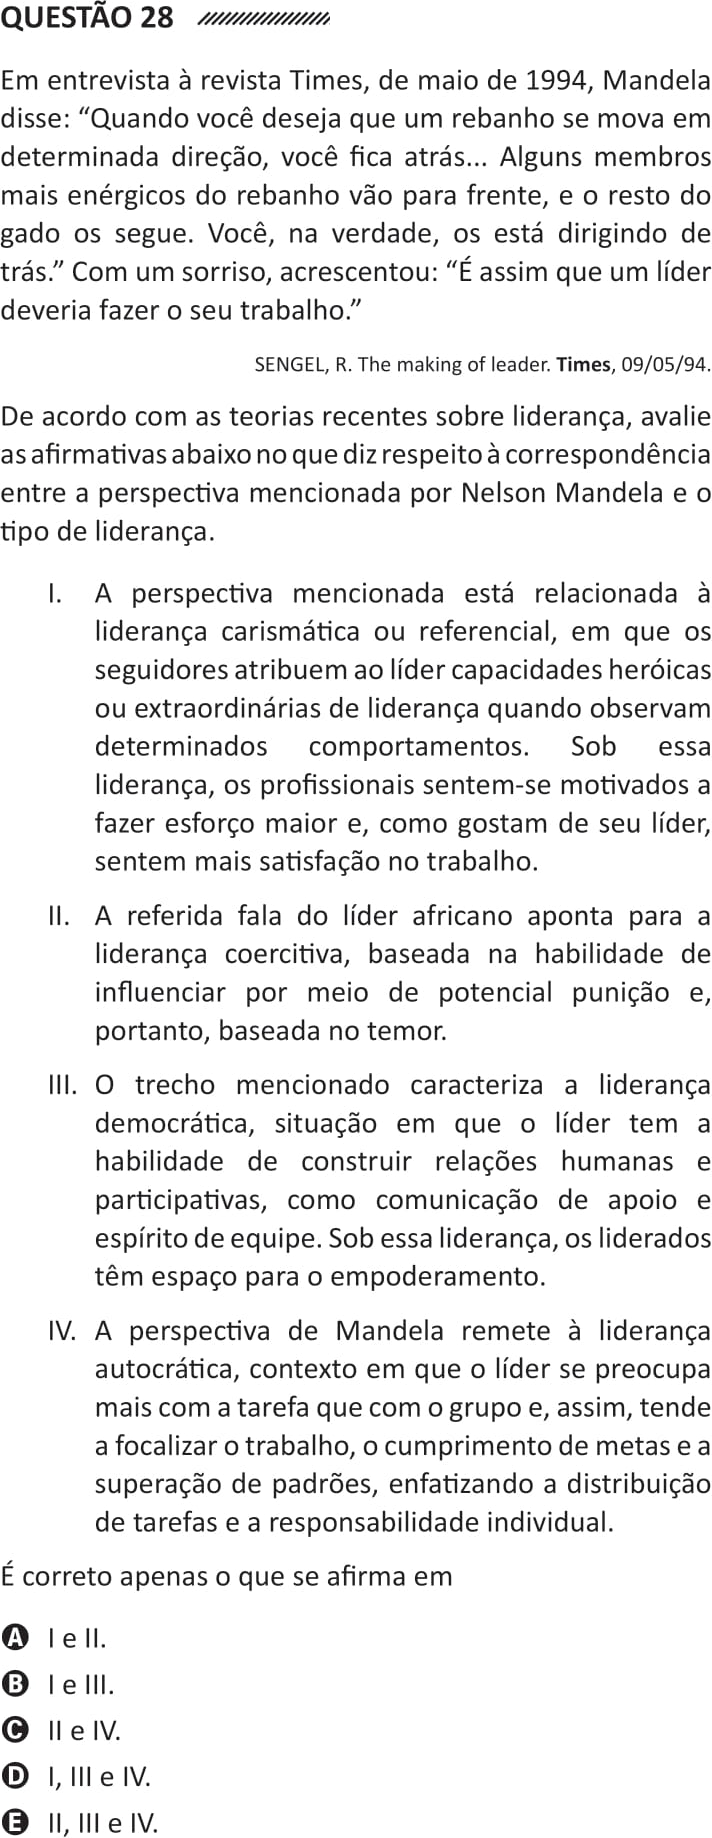 QUESTÃO 28
Em entrevista à revista Times, de maio de 1994, Mandela
disse: “Quando você deseja que um rebanho se mova em
determinada direção, você fica atrás... Alguns membros
mais enérgicos do rebanho vão para frente, e o resto do
gado os segue. Você, na verdade, os está dirigindo de
trás.” Com um sorriso, acrescentou: “É assim que um líder
deveria fazer o seu trabalho.”
SENGEL, R. The making of leader. Times, 09/05/94.
De acordo com as teorias recentes sobre liderança, avalie
as afirmativas abaixo no que diz respeito à correspondência
entre a perspectiva mencionada por Nelson Mandela e o
tipo de liderança.
I. A perspectiva mencionada está relacionada à
liderança carismática ou referencial, em que os
seguidores atribuem ao líder capacidades heróicas
ou extraordinárias de liderança quando observam
determinados comportamentos. Sob essa
liderança, os profissionais sentem-se motivados a
fazer esforço maior e, como gostam de seu líder,
sentem mais satisfação no trabalho.
II. A referida fala do líder africano aponta para a
liderança coercitiva, baseada na habilidade de
influenciar por meio de potencial punição e,
portanto, baseada no temor.
III. O trecho mencionado caracteriza a liderança
democrática, situação em que o líder tem a
habilidade de construir relações humanas e
participativas, como comunicação de apoio e
espírito de equipe. Sob essa liderança, os liderados
têm espaço para o empoderamento.
IV. A perspectiva de Mandela remete à liderança
autocrática, contexto em que o líder se preocupa
mais com a tarefa que com o grupo e, assim, tende
a focalizar o trabalho, o cumprimento de metas e a
superação de padrões, enfatizando a distribuição
de tarefas e a responsabilidade individual.
É correto apenas o que se afirma em
A I e II.
B I e III.
C II e IV.
D I, III e IV.
E II, III e IV.